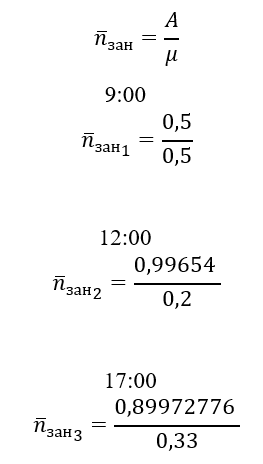 n̄зан = A/μ
9:00
n̄зан1 = 0,5/0,5
12:00
n̄зан2 = 0,99654/0,2
17:00
n̄зан3 = 0,89972776/0,33